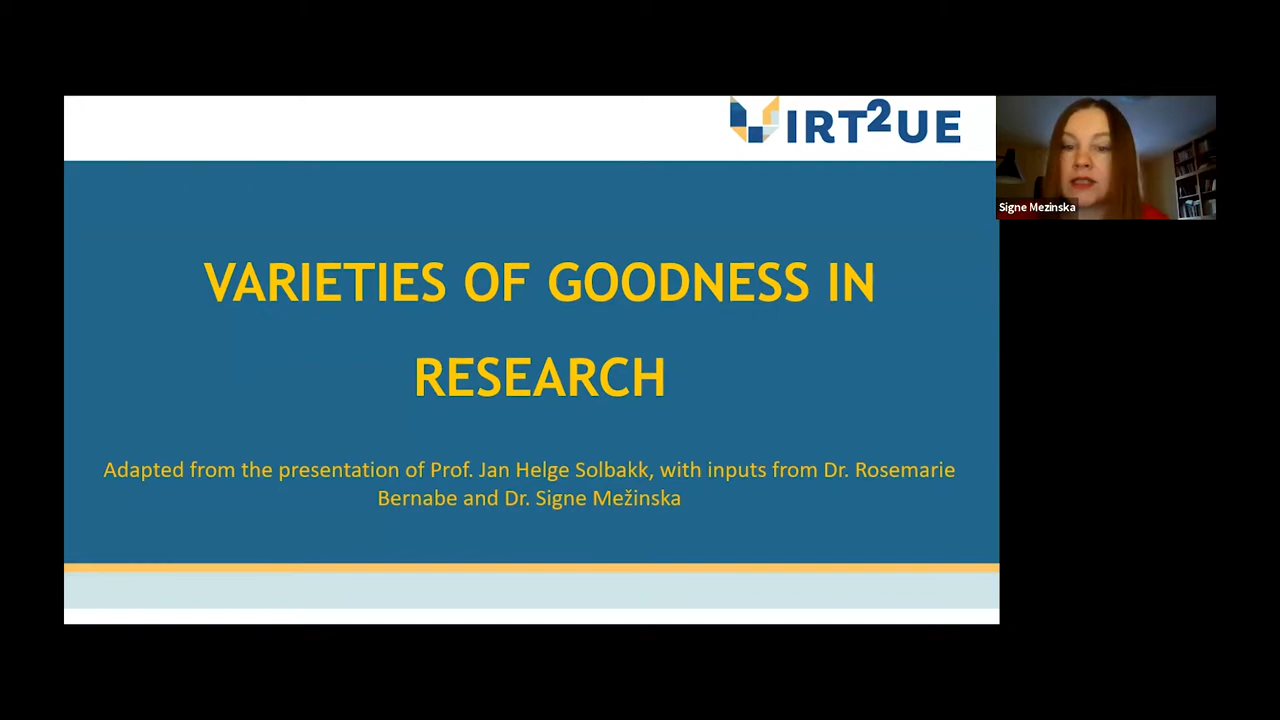 VIRT2UE
Signe Mezinska
VARIETIES OF GOODNESS IN
RESEARCH
Adapted from the presentation of Prof. Jan Helge Solbakk, with inputs from Dr. Rosemarie
Bernabe and Dr. Signe Mežinska